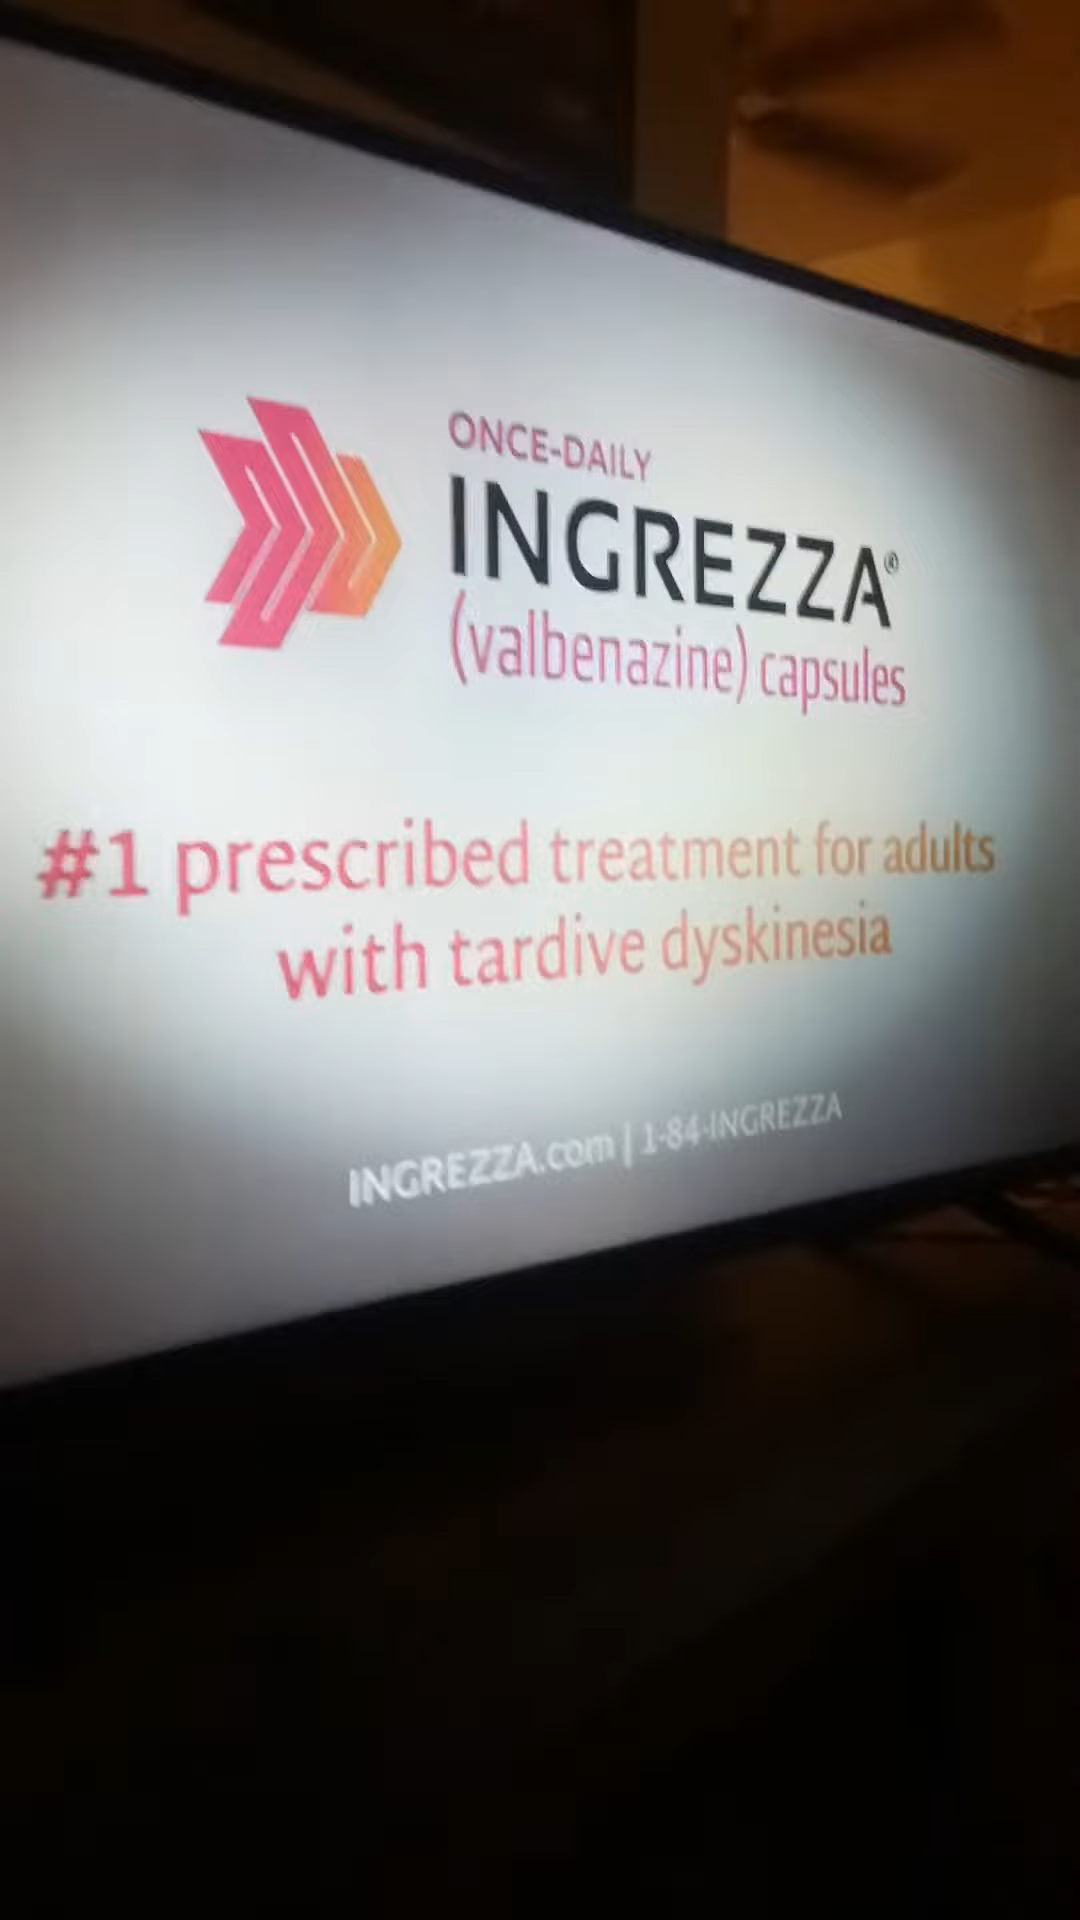 ONCE-DAILY
INGREZZA®
(valbenazine) capsules
#1 prescribed treatment for adults
with tardive dyskinesia
INGREZZA.com | 1-84-INGREZZA